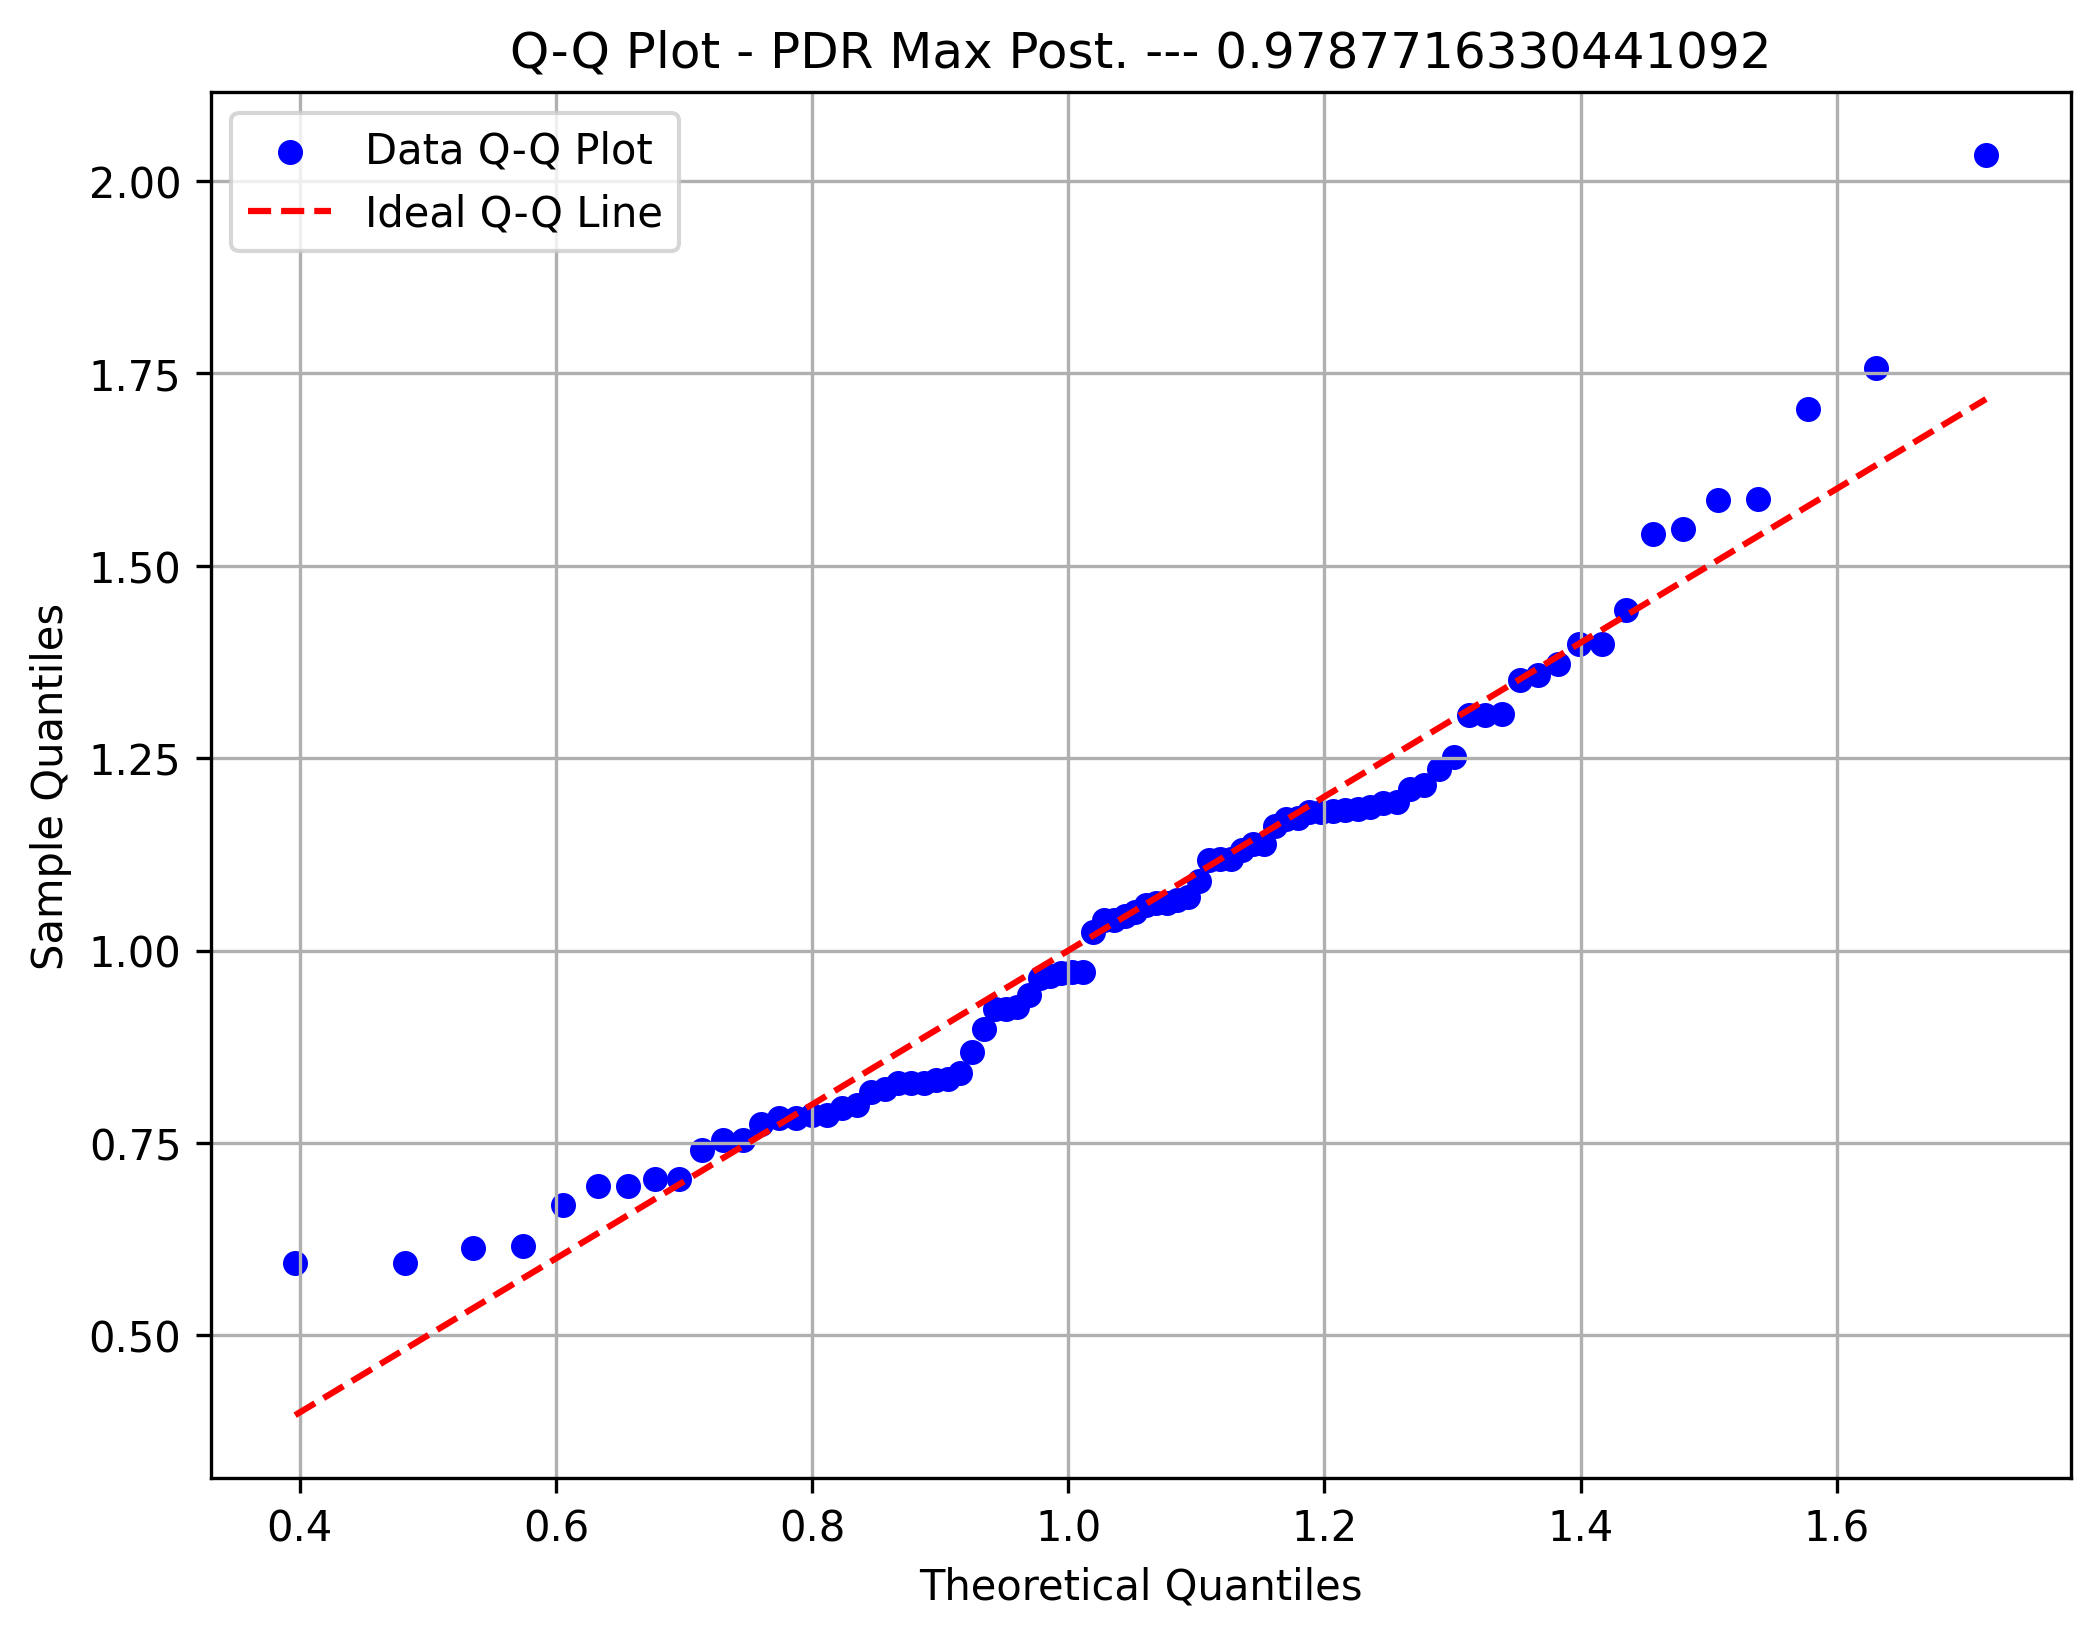 Q-Q Plot - PDR Max Post. --- 0.9787716330441092
Data Q-Q Plot
Ideal Q-Q Line
2.00
1.75
1.50
1.25
1.00
0.75
0.50
Sample Quantiles
0.4 0.6 0.8 1.0 1.2 1.4 1.6
Theoretical Quantiles